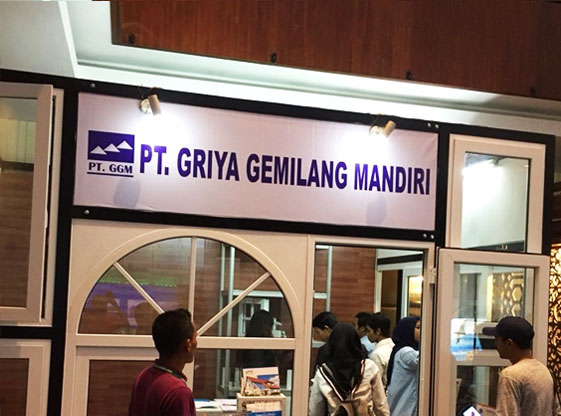 PT. GGM
PT. GRIYA GEMILANG MANDIRI